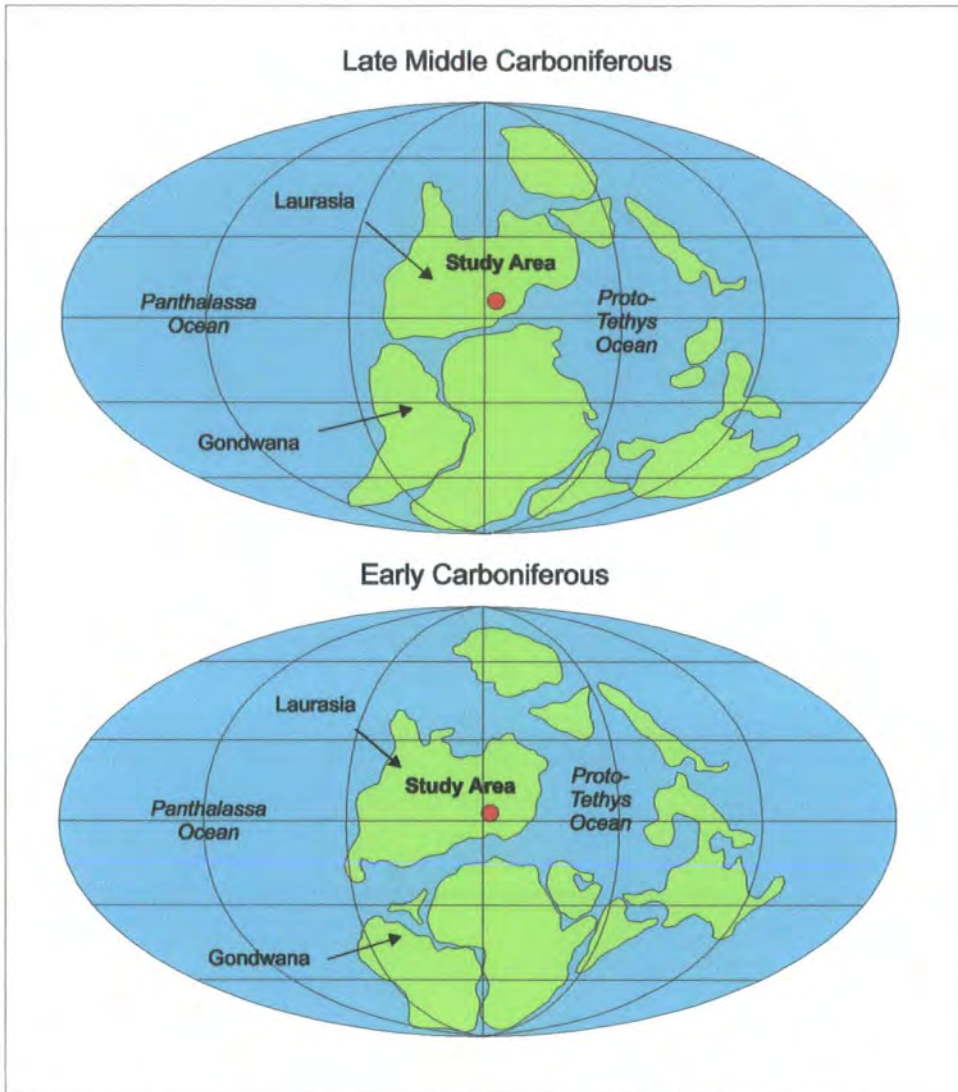 Late Middle Carboniferous
Laurasia
Study Area
Panthalassa
Ocean
Proto-
Tethys
Ocean
Gondwana
Early Carboniferous
Laurasia
Study Area
Panthalassa
Ocean
Proto-
Tethys
Ocean
Gondwana